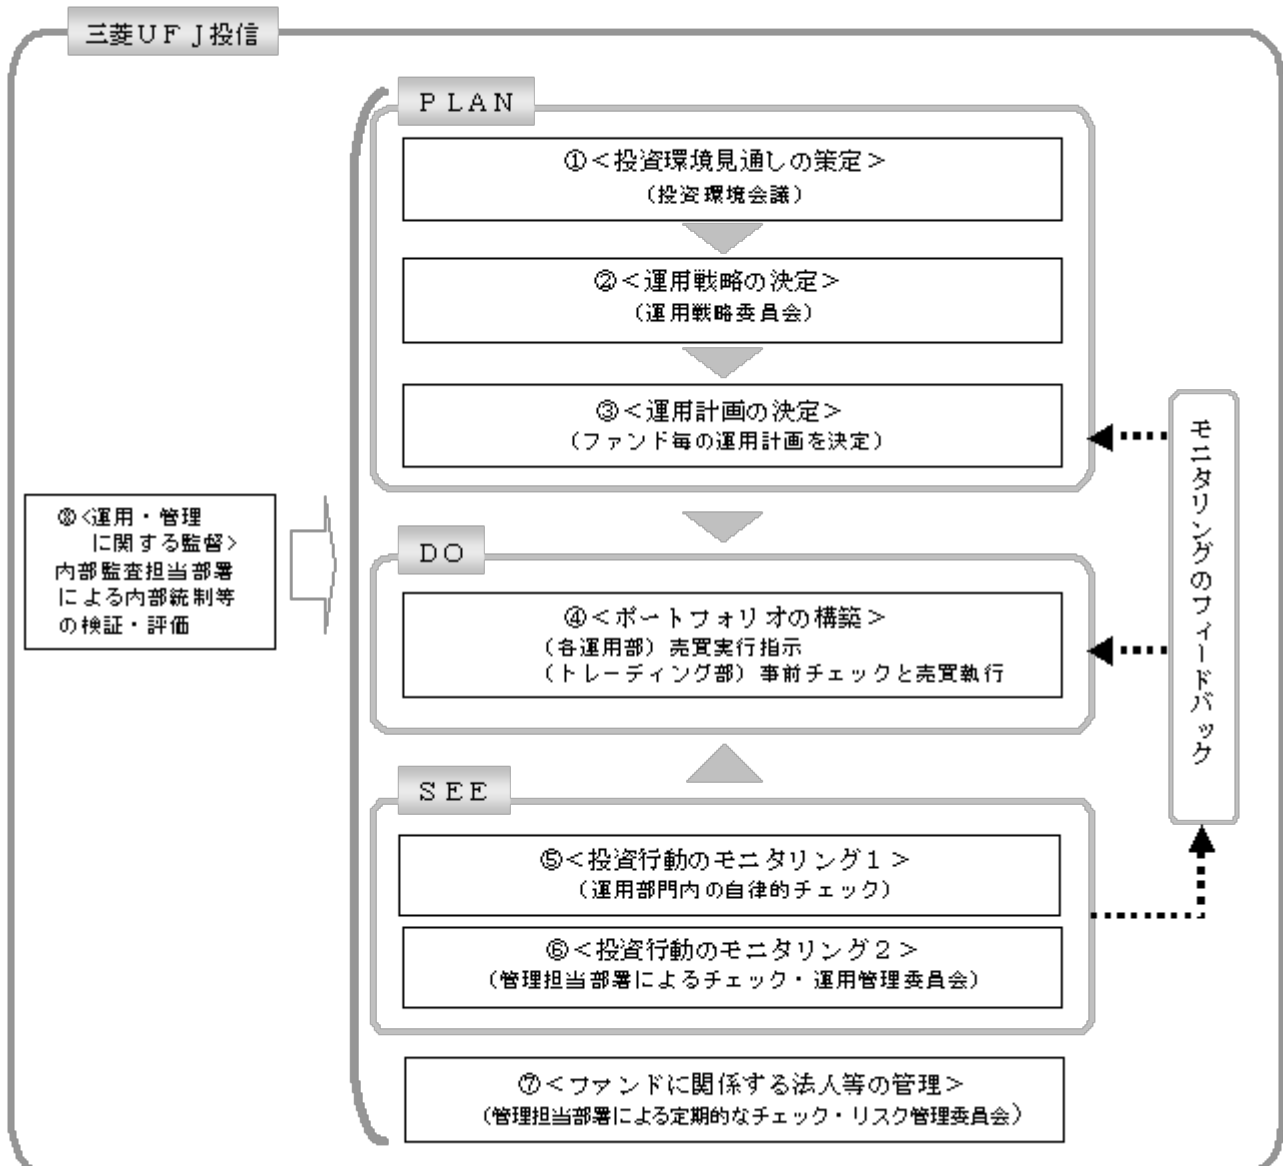 三菱ＵＦＪ投信
ＰＬＡＮ
①＜投資環境見通しの策定＞
（投資環境会議）
②＜運用戦略の決定＞
（運用戦略委員会）
③＜運用計画の決定＞
（ファンド毎の運用計画を決定）
モニタリングのフィードバック
⑧＜運用・管理
に関する監督＞
内部監査担当部署
による内部統制等
の検証・評価
ＤＯ
④＜ポートフォリオの構築＞
（各運用部）売買実行指示
（トレーディング部）事前チェックと売買執行
ＳＥＥ
⑤＜投資行動のモニタリング１＞
（運用部門内の自律的チェック）
⑥＜投資行動のモニタリング２＞
（管理担当部署によるチェック・運用管理委員会）
⑦＜ファンドに関係する法人等の管理＞
（管理担当部署による定期的なチェック・リスク管理委員会）